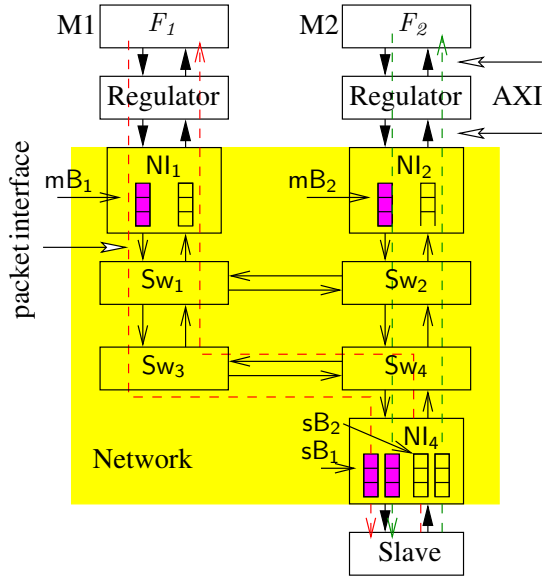 M1 F₁ M2 F₂
Regulator Regulator AXI
NI₁ NI₂
mB₁ mB₂
packet interface
Sw₁ Sw₂
Sw₃ Sw₄
sB₂ NI₄
Network sB₁
Slave